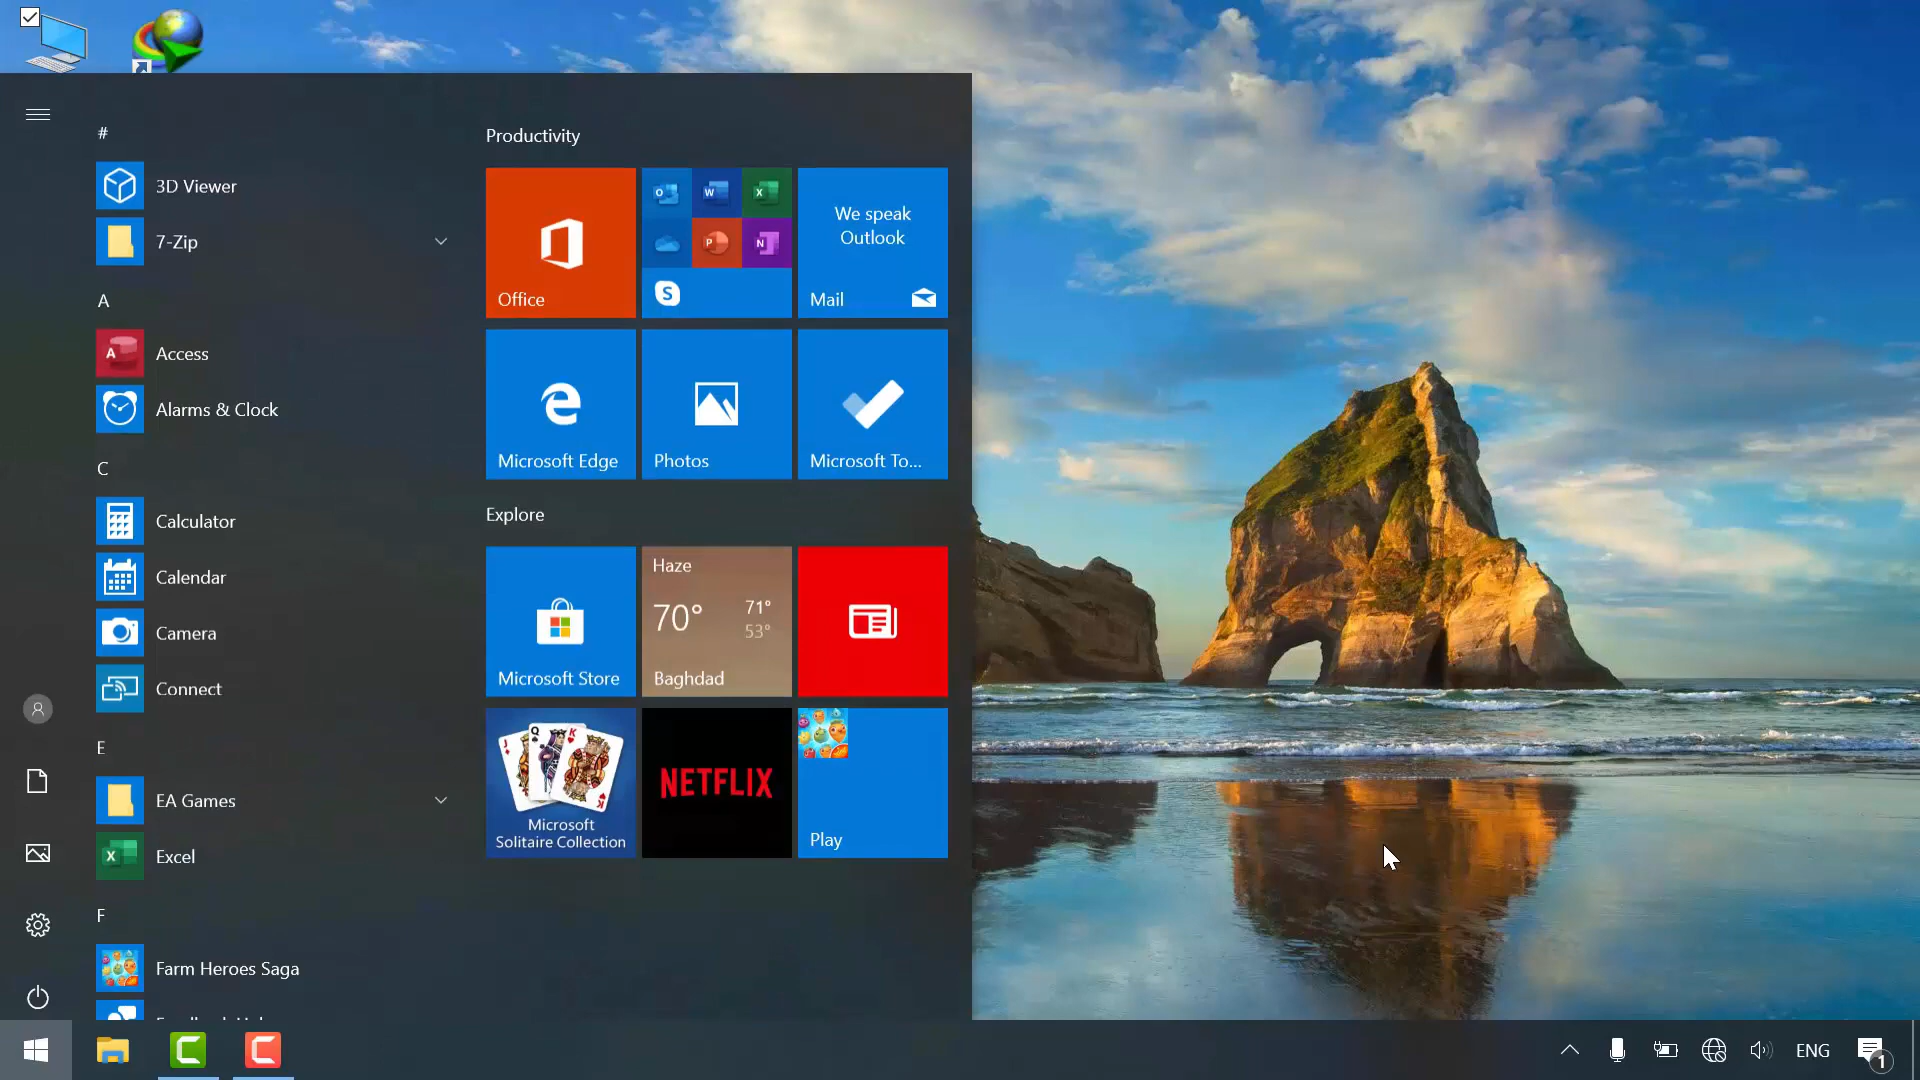 #
3D Viewer
7-Zip
A
Access
Alarms & Clock
C
Calculator
Calendar
Camera
Connect
E
EA Games
Excel
F
Farm Heroes Saga
Productivity
Office
We speak
Outlook
Mail
Microsoft Edge
Photos
Microsoft To...
Explore
Microsoft Store
Haze
70°
71°
53°
Baghdad
Microsoft
Solitaire Collection
NETFLIX
Play
ENG
1